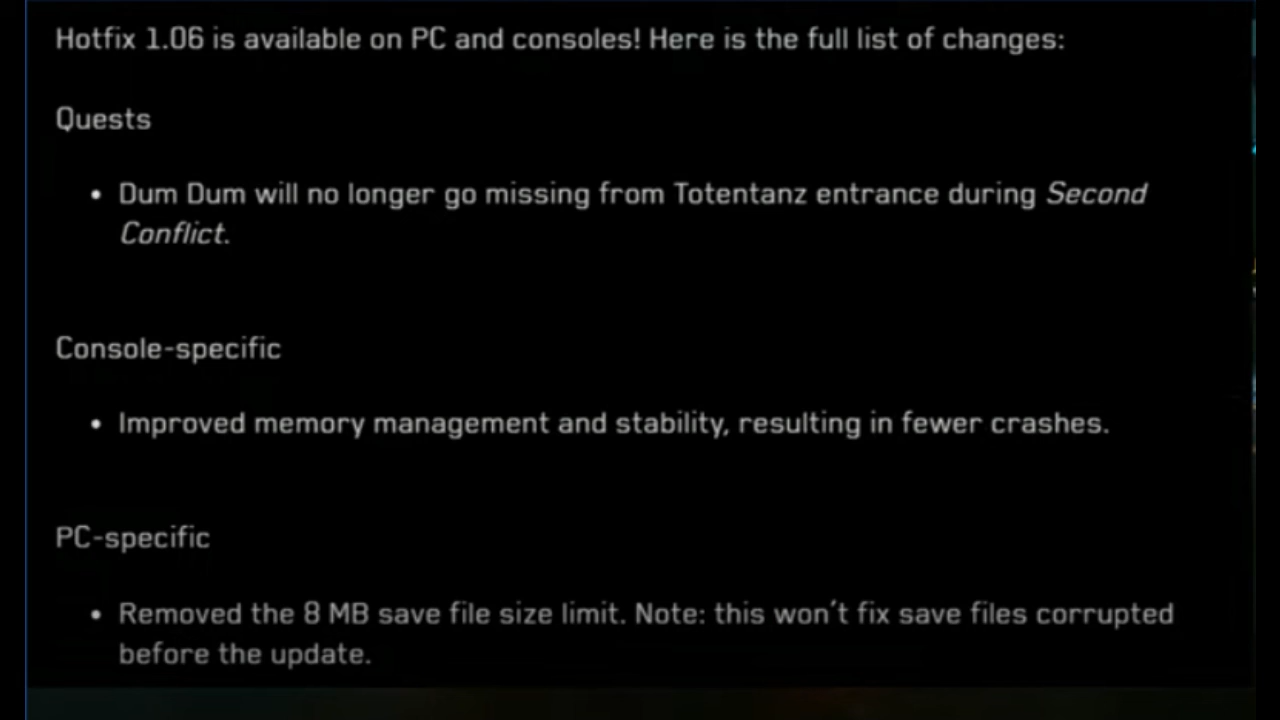 Hotfix 1.06 is available on PC and consoles! Here is the full list of changes:
Quests
• Dum Dum will no longer go missing from Totentanz entrance during Second
Conflict.
Console-specific
• Improved memory management and stability, resulting in fewer crashes.
PC-specific
• Removed the 8 MB save file size limit. Note: this won't fix save files corrupted
before the update.